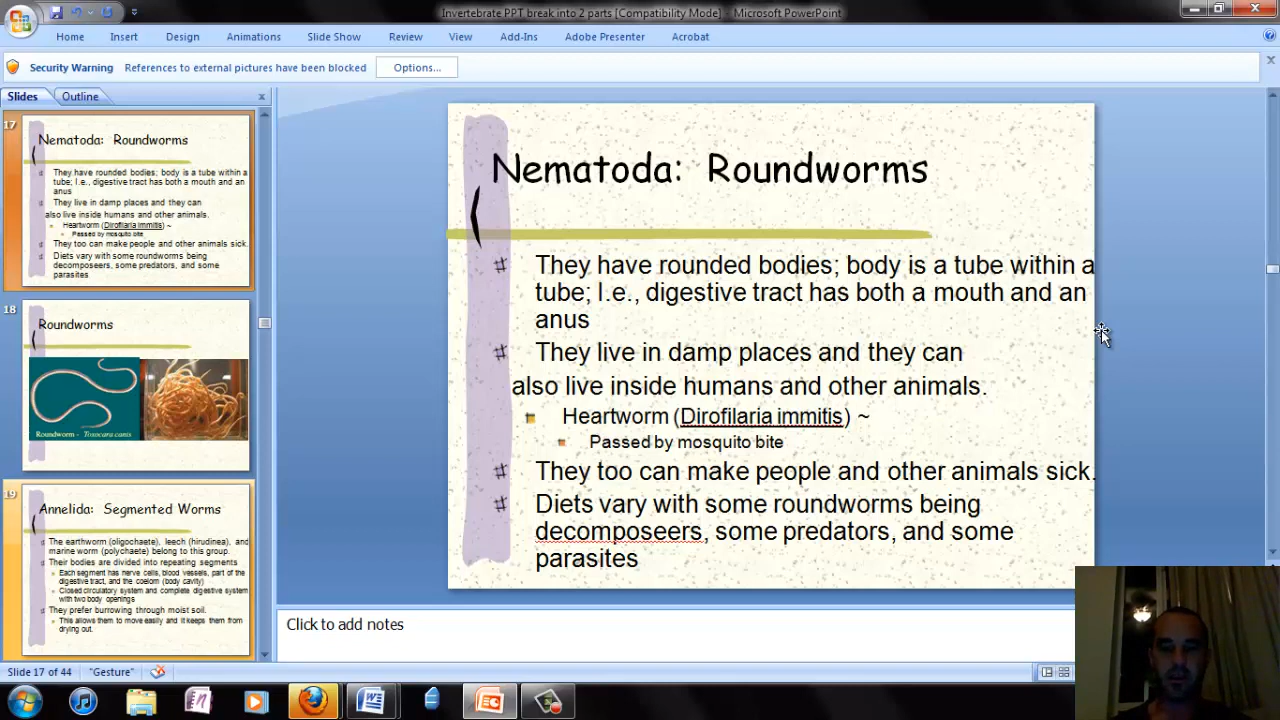 Invertebrate PPT break into 2 parts [Compatibility Mode] - Microsoft PowerPoint
Home Insert Design Animations Slide Show Review View Add-Ins Adobe Presenter Acrobat
Security Warning References to external pictures have been blocked Options...
Slides Outline
17
Nematoda: Roundworms
They have rounded bodies; body is a tube within a
tube; I.e., digestive tract has both a mouth and an
anus
They live in damp places and they can
also live inside humans and other animals.
Heartworm (Dirofilaria immitis) ~
Passed by mosquito bite
They too can make people and other animals sick.
Diets vary with some roundworms being
decomposeers, some predators, and some
parasites
18
Roundworms
Roundworm - Toxocara canis
19
Annelida: Segmented Worms
The earthworm (oligochaete), leech (hirudinea), and
marine worm (polychaete) belong to this group.
Their bodies are divided into repeating segments
Each segment has nerve cells, blood vessels, part of the
digestive tract, and the coelom (body cavity)
Closed circulatory system and complete digestive system
with two body openings
They prefer burrowing through moist soil.
This allows them to move easily and it keeps them from
drying out.
Nematoda: Roundworms
They have rounded bodies; body is a tube within a
tube; I.e., digestive tract has both a mouth and an
anus
They live in damp places and they can
also live inside humans and other animals.
Heartworm (Dirofilaria immitis) ~
Passed by mosquito bite
They too can make people and other animals sick.
Diets vary with some roundworms being
decomposeers, some predators, and some
parasites
Click to add notes
Slide 17 of 44 "Gesture"